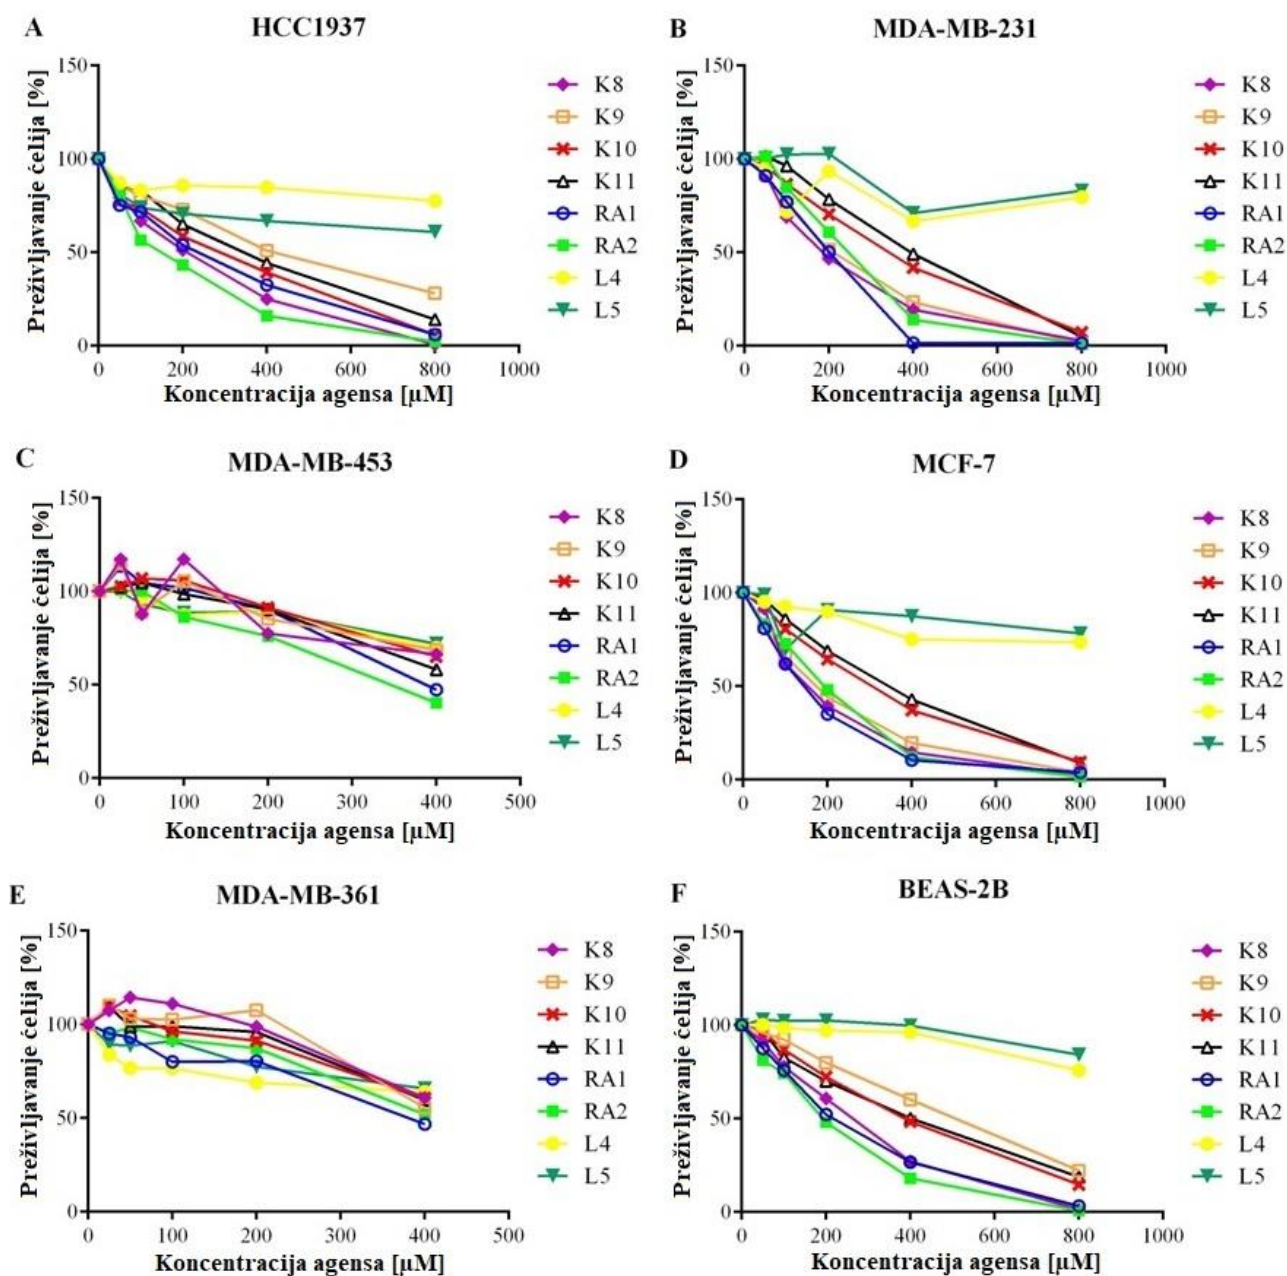 A HCC1937
Preživljavanje ćelija [%]
150
100
50
0
0 200 400 600 800 1000
Koncentracija agensa [µM]
K8
K9
K10
K11
RA1
RA2
L4
L5
B MDA-MB-231
Preživljavanje ćelija [%]
150
100
50
0
0 200 400 600 800 1000
Koncentracija agensa [µM]
K8
K9
K10
K11
RA1
RA2
L4
L5
C MDA-MB-453
Preživljavanje ćelija [%]
150
100
50
0
0 100 200 300 400 500
Koncentracija agensa [µM]
K8
K9
K10
K11
RA1
RA2
L4
L5
D MCF-7
Preživljavanje ćelija [%]
150
100
50
0
0 200 400 600 800 1000
Koncentracija agensa [µM]
K8
K9
K10
K11
RA1
RA2
L4
L5
E MDA-MB-361
Preživljavanje ćelija [%]
150
100
50
0
0 100 200 300 400 500
Koncentracija agensa [µM]
K8
K9
K10
K11
RA1
RA2
L4
L5
F BEAS-2B
Preživljavanje ćelija [%]
150
100
50
0
0 200 400 600 800 1000
Koncentracija agensa [µM]
K8
K9
K10
K11
RA1
RA2
L4
L5